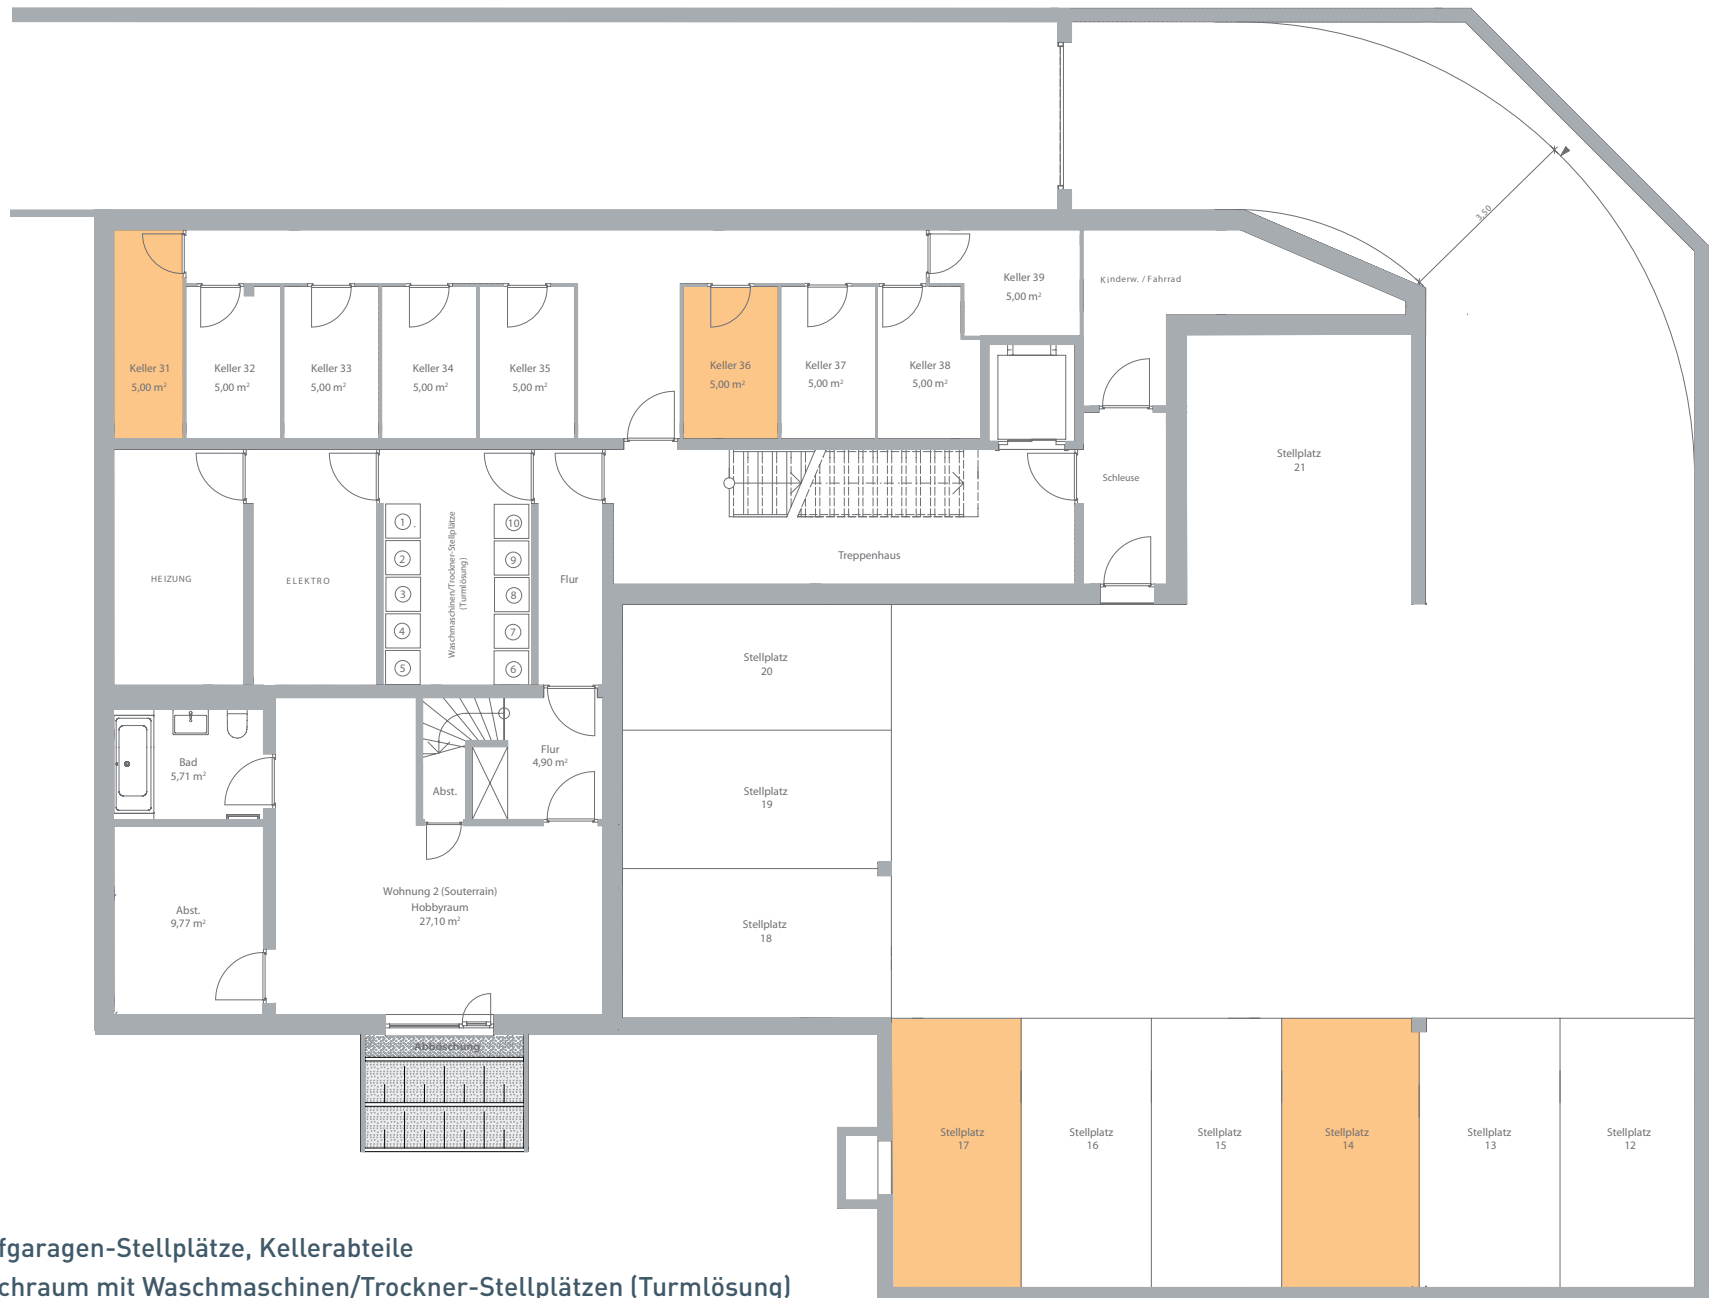 3,50
Keller 39
5,00 m²
Kinderw. / Fahrrad
Keller 31
5,00 m²
Keller 32
5,00 m²
Keller 33
5,00 m²
Keller 34
5,00 m²
Keller 35
5,00 m²
Keller 36
5,00 m²
Keller 37
5,00 m²
Keller 38
5,00 m²
Stellplatz
21
Schleuse
Treppenhaus
HEIZUNG
ELEKTRO
1
2
3
4
5
Waschmaschinen/Trockner-Stellplätze
(Turmlösung)
10
9
8
7
6
Flur
Stellplatz
20
Bad
5,71 m²
Abst.
Flur
4,90 m²
Stellplatz
19
Abst.
9,77 m²
Wohnung 2 (Souterrain)
Hobbyraum
27,10 m²
Stellplatz
18
Abböschung
Stellplatz
17
Stellplatz
16
Stellplatz
15
Stellplatz
14
Stellplatz
13
Stellplatz
12
fgaragen-Stellplätze, Kellerabteile
chraum mit Waschmaschinen/Trockner-Stellplätzen (Turmlösung)